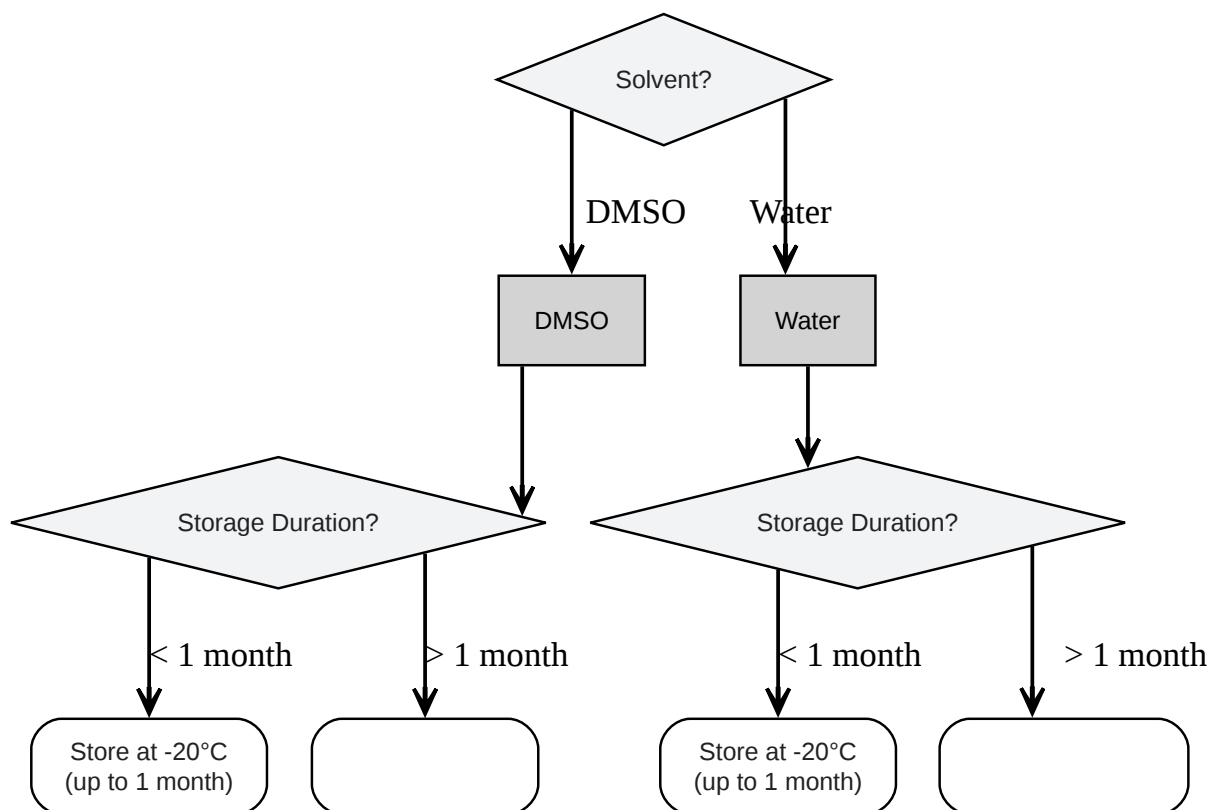 Solvent?
DMSO
Water
DMSO
Water
Storage Duration?
Storage Duration?
< 1 month
> 1 month
< 1 month
> 1 month
Store at -20°C
(up to 1 month)
Store at -20°C
(up to 1 month)